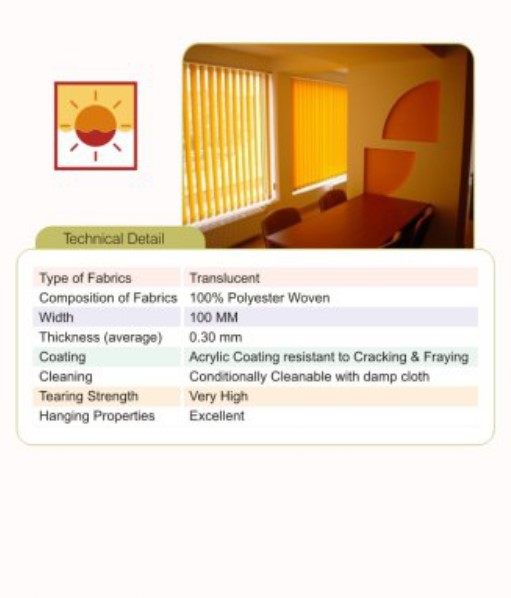 Technical Detail
Type of Fabrics Translucent
Composition of Fabrics 100% Polyester Woven
Width 100 MM
Thickness (average) 0.30 mm
Coating Acrylic Coating resistant to Cracking & Fraying
Cleaning Conditionally Cleanable with damp cloth
Tearing Strength Very High
Hanging Properties Excellent